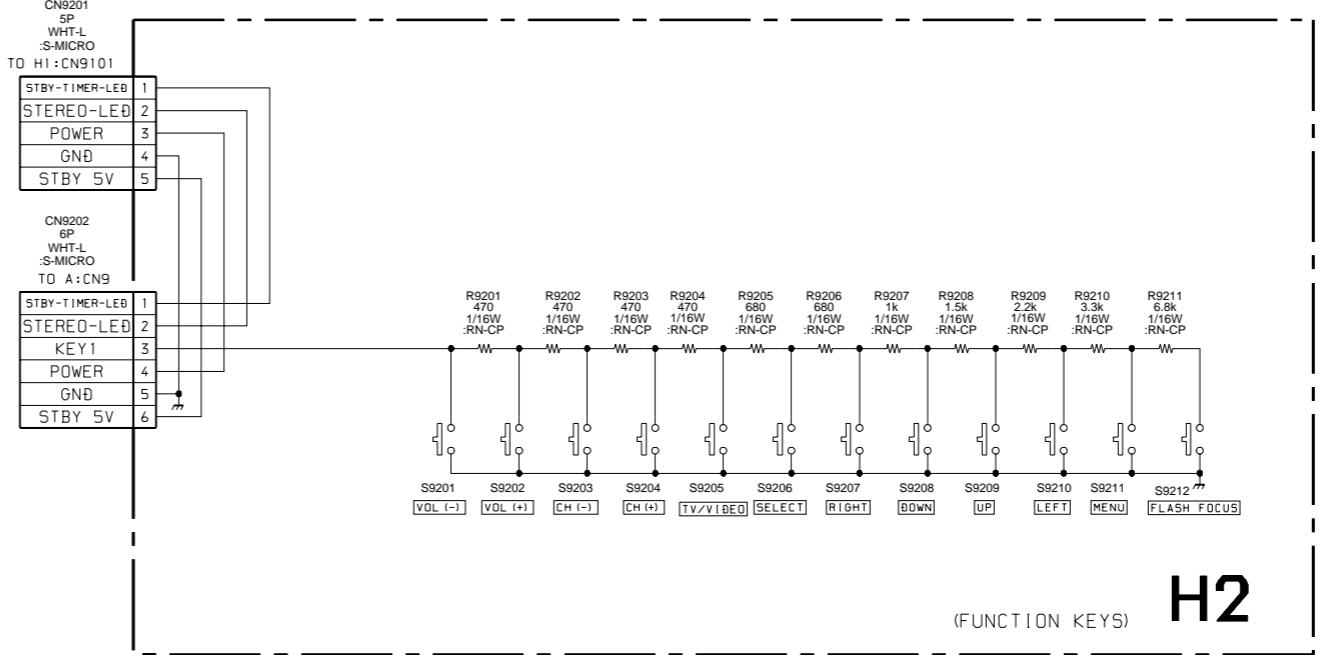 CN9201
5P
WHT-L
:S-MICRO
TO H1:CN9101
STBY-TIMER-LED 1
STEREO-LED 2
POWER 3
GND 4
STBY 5V 5
CN9202
6P
WHT-L
:S-MICRO
TO A:CN9
STBY-TIMER-LED 1
STEREO-LED 2
KEY1 3
POWER 4
GND 5
STBY 5V 6
R9201 R9202 R9203 R9204 R9205 R9206 R9207 R9208 R9209 R9210 R9211
470 470 470 470 680 680 1k 1.5k 2.2k 3.3k 6.8k
1/16W 1/16W 1/16W 1/16W 1/16W 1/16W 1/16W 1/16W 1/16W 1/16W 1/16W
:RN-CP :RN-CP :RN-CP :RN-CP :RN-CP :RN-CP :RN-CP :RN-CP :RN-CP :RN-CP :RN-CP
S9201 S9202 S9203 S9204 S9205 S9206 S9207 S9208 S9209 S9210 S9211 S9212
VOL (-) VOL (+) CH (-) CH (+) TV/VIDEO SELECT RIGHT DOWN UP LEFT MENU FLASH FOCUS
(FUNCTION KEYS) H2